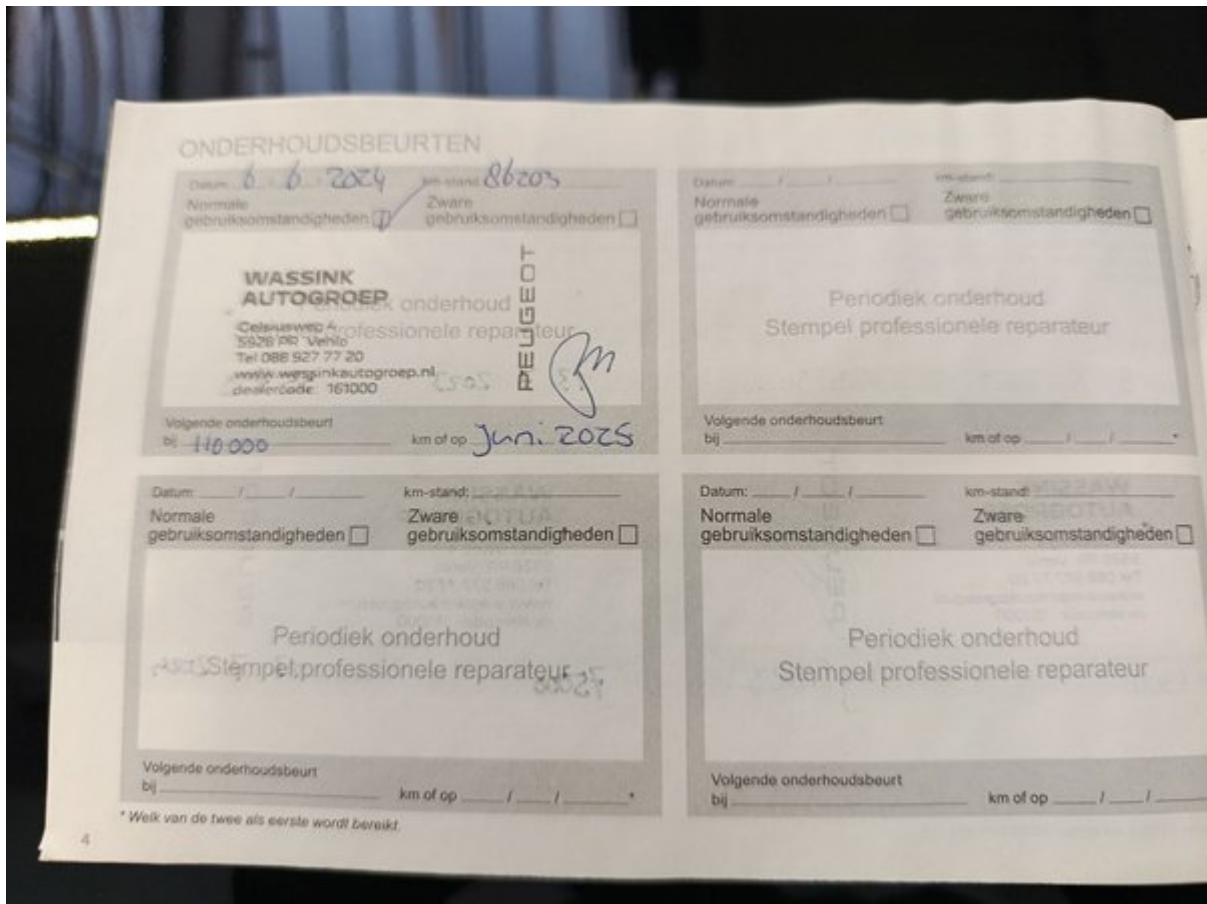 ONDERHOUDSBEURTEN
Datum: 6 6 2024 km-stand: 86203
Normale gebruiksomstandigheden Zware gebruiksomstandigheden
WASSINK
AUTOGROEP
Celsiusweg 4
5928 PR Venlo
Tel 088 927 77 20
www.wassinkautogroep.nl
dealercode: 161000
PEUGEOT
Periodiek onderhoud
Stempel professionele reparateur
Volgende onderhoudsbeurt
bij 110 000 km of op Juni 2025
Datum: / / km-stand:
Normale gebruiksomstandigheden Zware gebruiksomstandigheden
Periodiek onderhoud
Stempel professionele reparateur
Volgende onderhoudsbeurt
bij km of op / / *
Datum: / / km-stand:
Normale gebruiksomstandigheden Zware gebruiksomstandigheden
Periodiek onderhoud
Stempel professionele reparateur
Volgende onderhoudsbeurt
bij km of op / / *
Datum: / / km-stand:
Normale gebruiksomstandigheden Zware gebruiksomstandigheden
Periodiek onderhoud
Stempel professionele reparateur
Volgende onderhoudsbeurt
bij km of op / /
* Welk van de twee als eerste wordt bereikt.
4